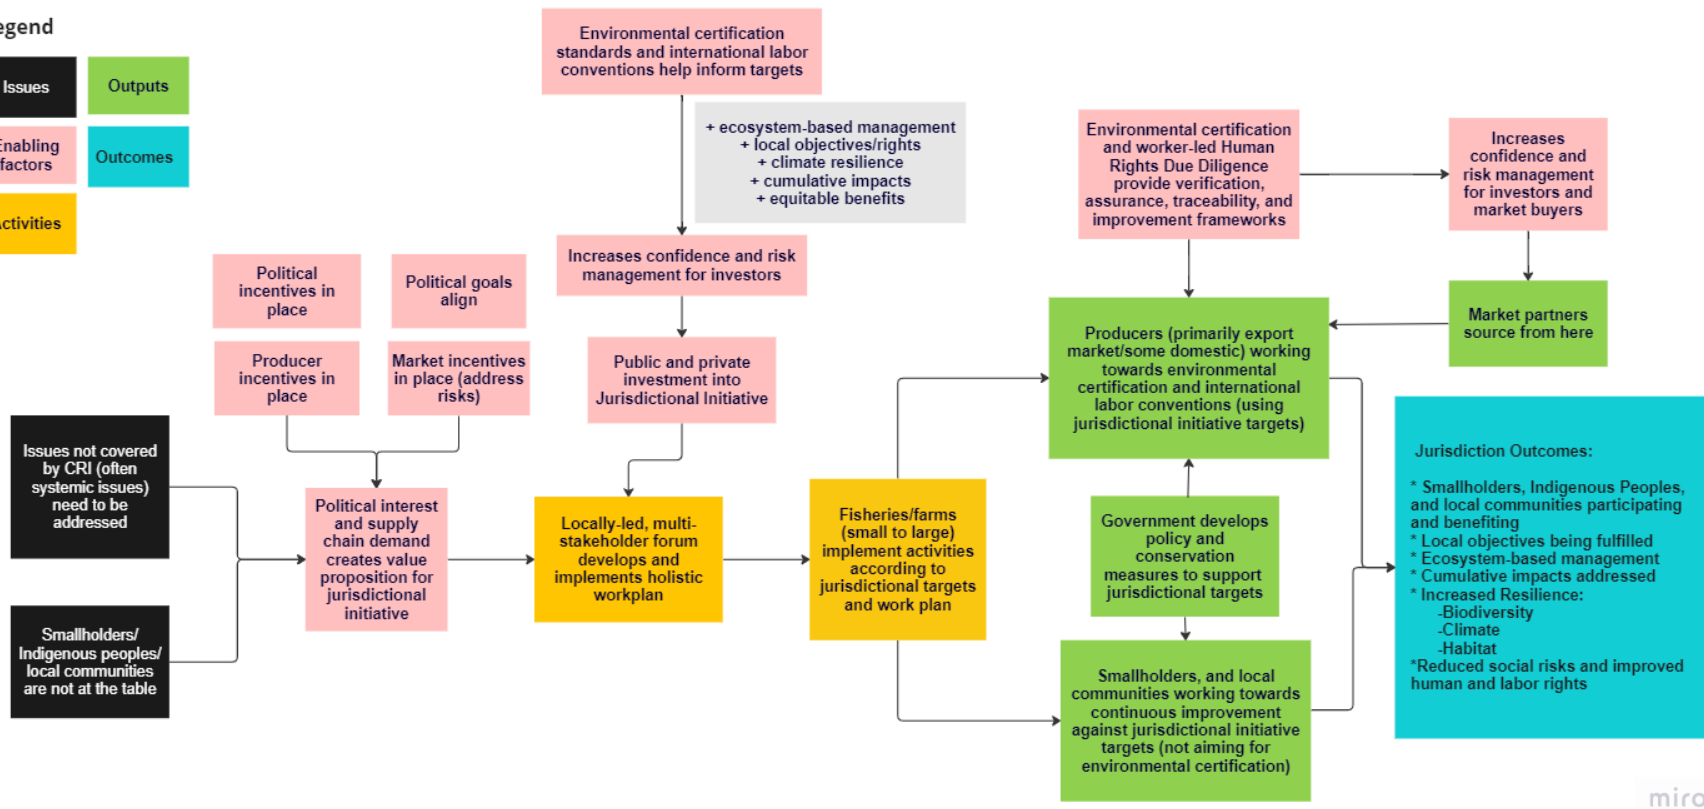 egend
Issues
Outputs
Enabling
factors
Outcomes
Activities
Environmental certification
standards and international labor
conventions help inform targets
+ ecosystem-based management
+ local objectives/rights
+ climate resilience
+ cumulative impacts
+ equitable benefits
Increases confidence and risk
management for investors
Public and private
investment into
Jurisdictional Initiative
Political
incentives in
place
Political goals
align
Producer
incentives in
place
Market incentives
in place (address
risks)
Issues not covered
by CRI (often
systemic issues)
need to be
addressed
Smallholders/
Indigenous peoples/
local communities
are not at the table
Political interest
and supply
chain demand
creates value
proposition for
jurisdictional
initiative
Locally-led, multi-
stakeholder forum
develops and
implements holistic
workplan
Fisheries/farms
(small to large)
implement activities
according to
jurisdictional targets
and work plan
Environmental certification
and worker-led Human
Rights Due Diligence
provide verification,
assurance, traceability, and
improvement frameworks
Increases
confidence and
risk management
for investors and
market buyers
Market partners
source from here
Producers (primarily export
market/some domestic) working
towards environmental
certification and international
labor conventions (using
jurisdictional initiative targets)
Government develops
policy and
conservation
measures to support
jurisdictional targets
Smallholders, and local
communities working towards
continuous improvement
against jurisdictional initiative
targets (not aiming for
environmental certification)
Jurisdiction Outcomes:
* Smallholders, Indigenous Peoples,
and local communities participating
and benefiting
* Local objectives being fulfilled
* Ecosystem-based management
* Cumulative impacts addressed
* Increased Resilience:
-Biodiversity
-Climate
-Habitat
*Reduced social risks and improved
human and labor rights
miro